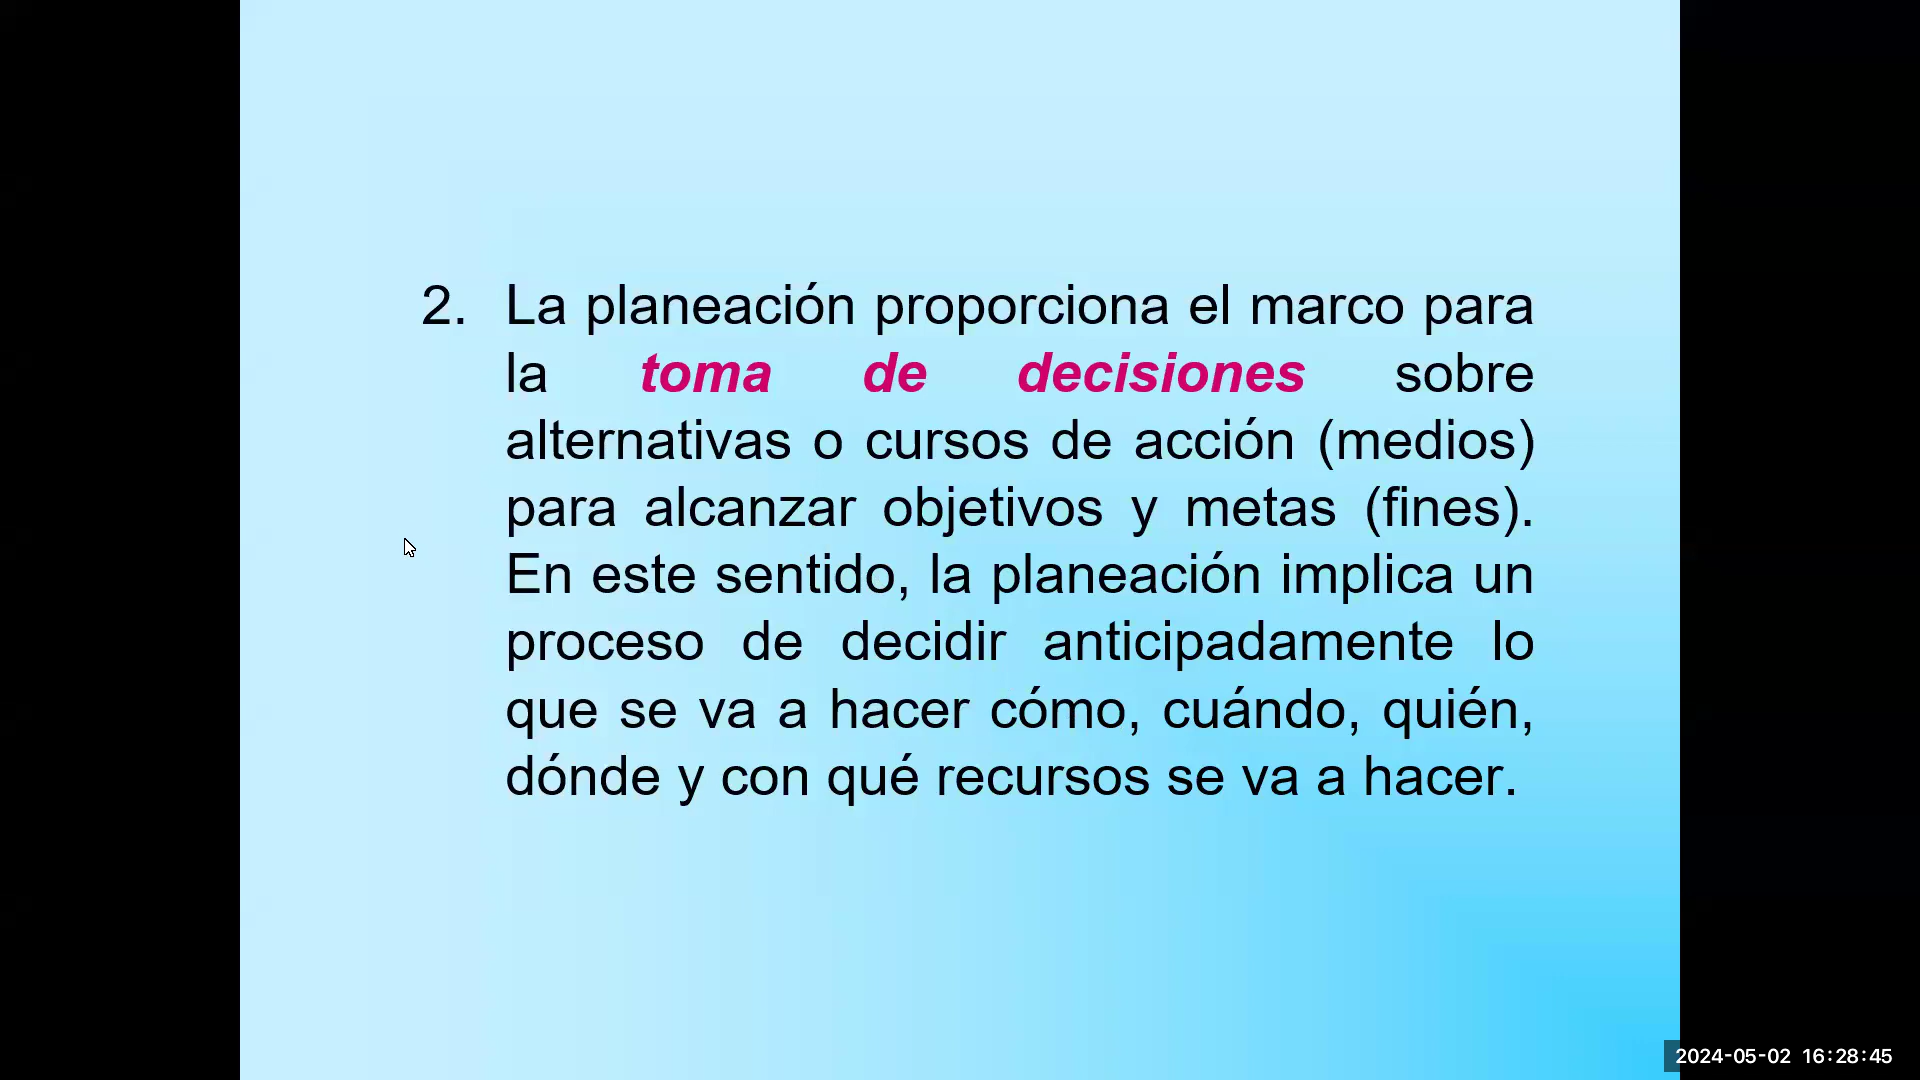 2. La planeación proporciona el marco para
la toma de decisiones sobre
alternativas o cursos de acción (medios)
para alcanzar objetivos y metas (fines).
En este sentido, la planeación implica un
proceso de decidir anticipadamente lo
que se va a hacer cómo, cuándo, quién,
dónde y con qué recursos se va a hacer.
2024-05-02 16:28:45